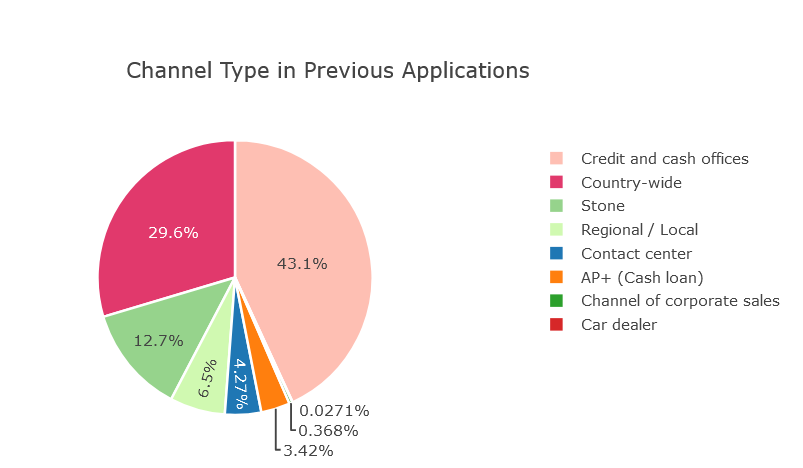 Channel Type in Previous Applications
29.6%
43.1%
12.7%
6.5%
4.27%
0.0271%
0.368%
3.42%
Credit and cash offices
Country-wide
Stone
Regional / Local
Contact center
AP+ (Cash loan)
Channel of corporate sales
Car dealer